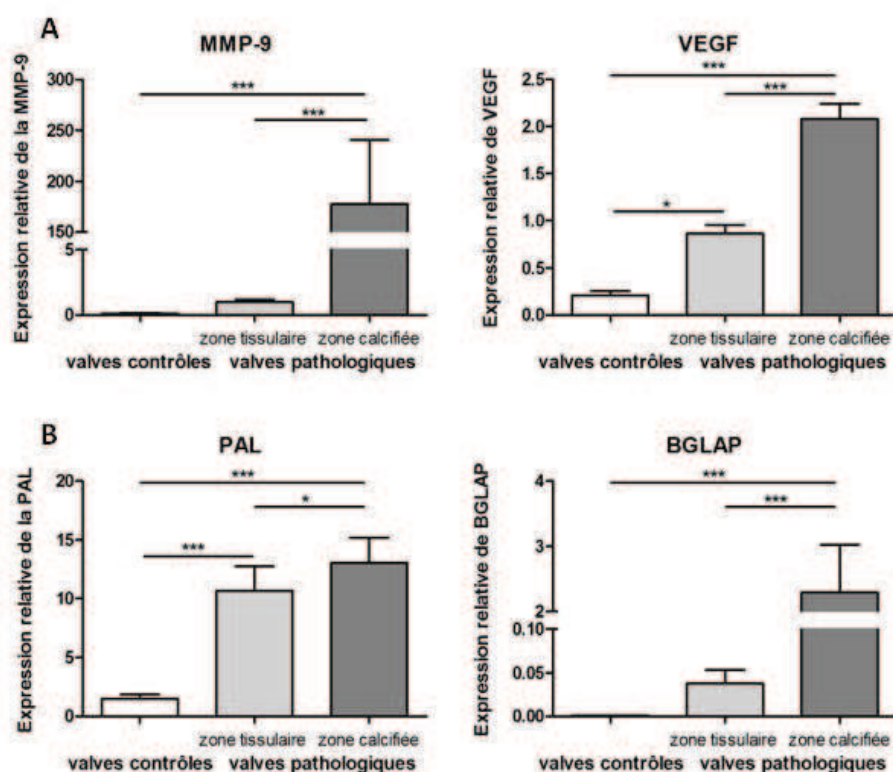 A
MMP-9
Expression relative de la MMP-9
300
250
200
150
5
0
***
***
zone tissulaire zone calcifiée
valves contrôles valves pathologiques
VEGF
Expression relative de VEGF
2.5
2.0
1.5
1.0
0.5
0.0
***
***
*
zone tissulaire zone calcifiée
valves contrôles valves pathologiques
B
PAL
Expression relative de la PAL
20
15
10
5
0
***
*
***
zone tissulaire zone calcifiée
valves contrôles valves pathologiques
BGLAP
Expression relative de BGLAP
4
3
2
0.10
0.05
0.00
***
***
zone tissulaire zone calcifiée
valves contrôles valves pathologiques